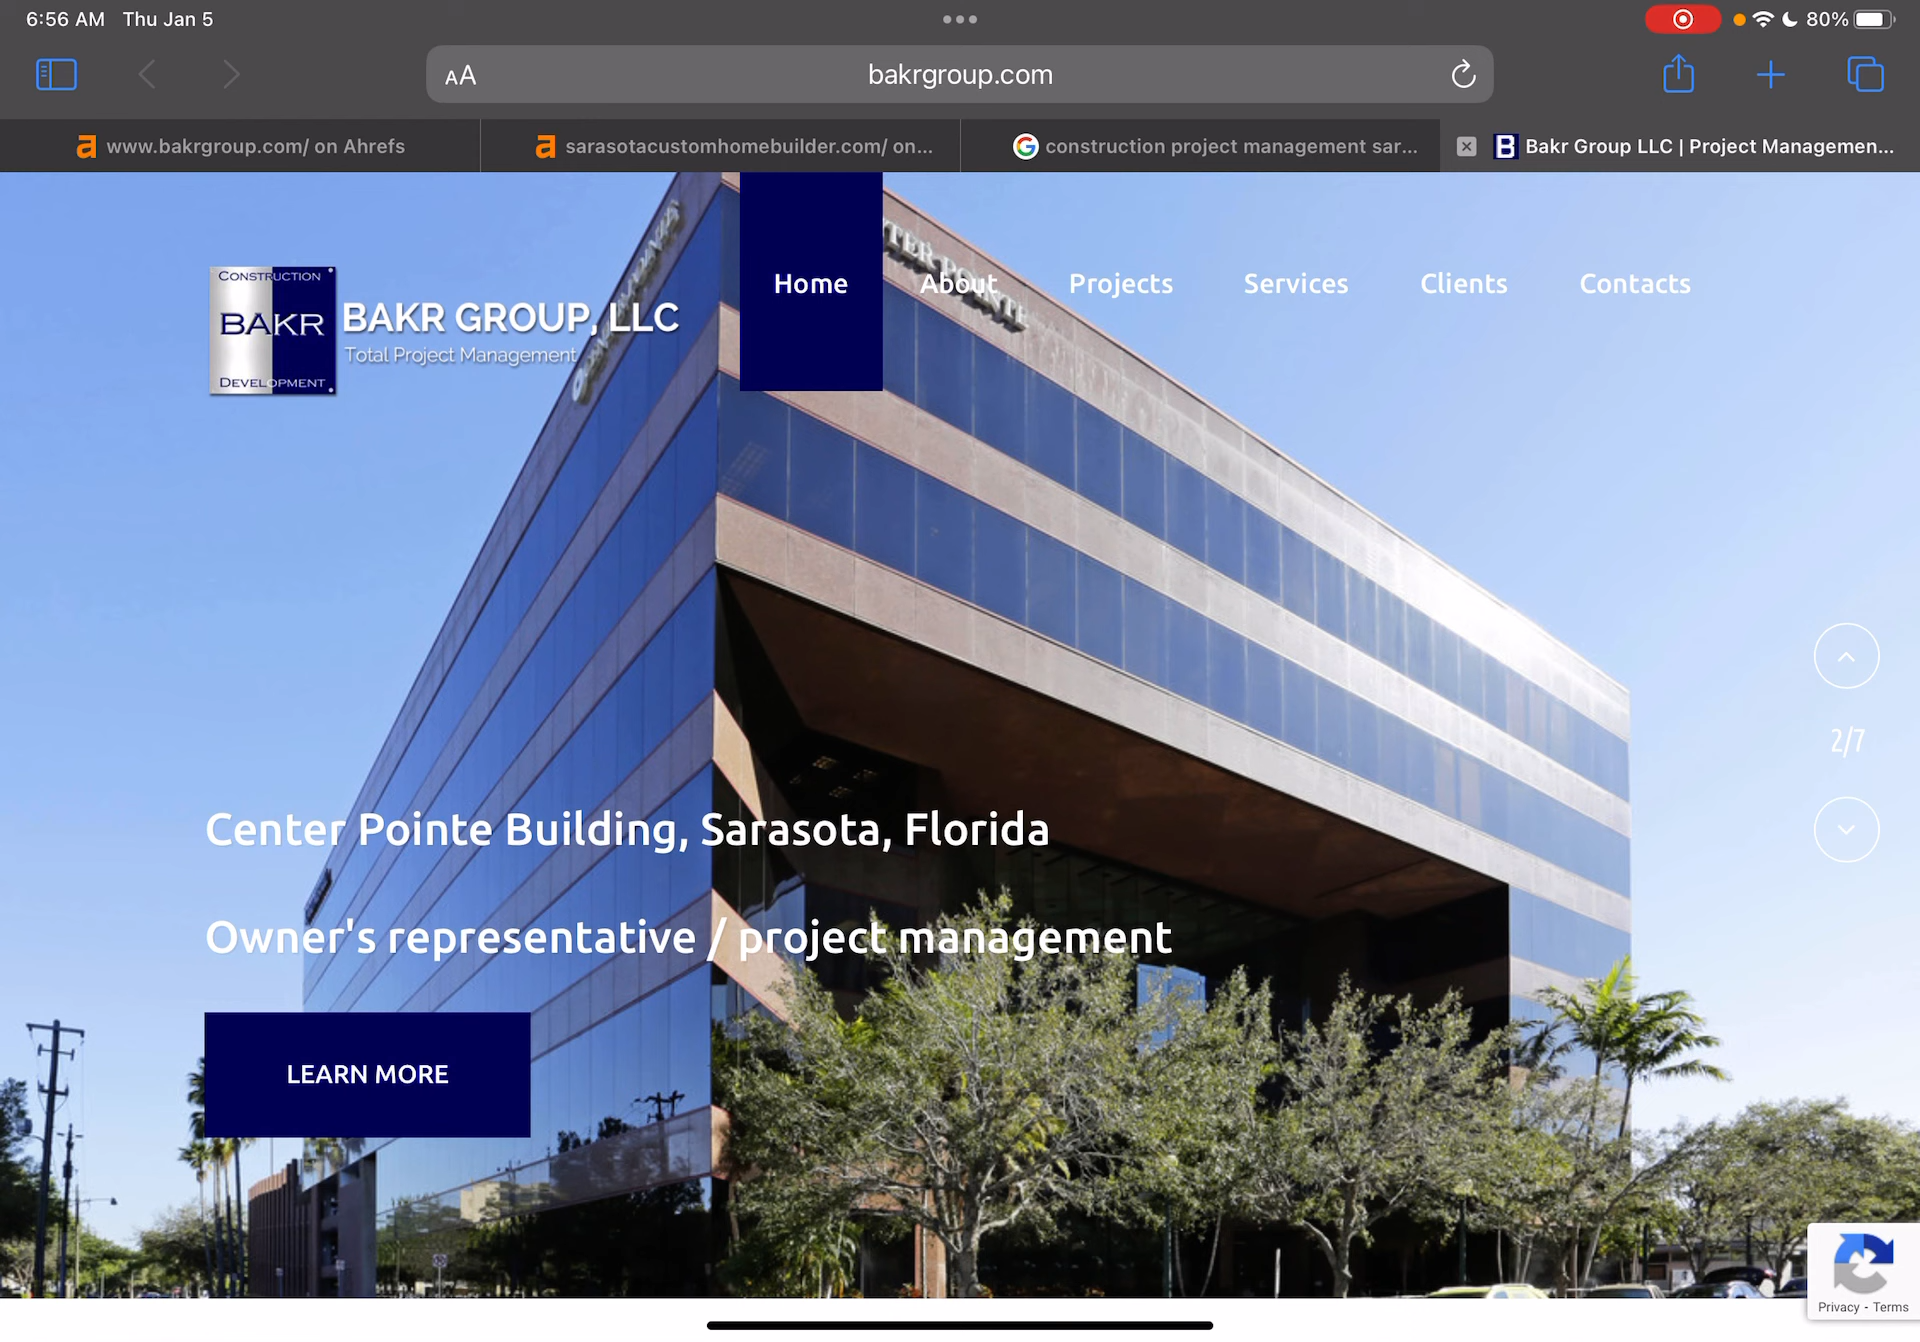 6:56 AM Thu Jan 5
80%
AA
bakrgroup.com
www.bakrgroup.com/ on Ahrefs
sarasotacustomhomebuilder.com/ on...
construction project management sar...
Bakr Group LLC | Project Managemen...
Home
About
Projects
Services
Clients
Contacts
CONSTRUCTION
BAKR
DEVELOPMENT
BAKR GROUP, LLC
Total Project Management
2/7
Center Pointe Building, Sarasota, Florida
Owner's representative / project management
LEARN MORE
Privacy - Terms